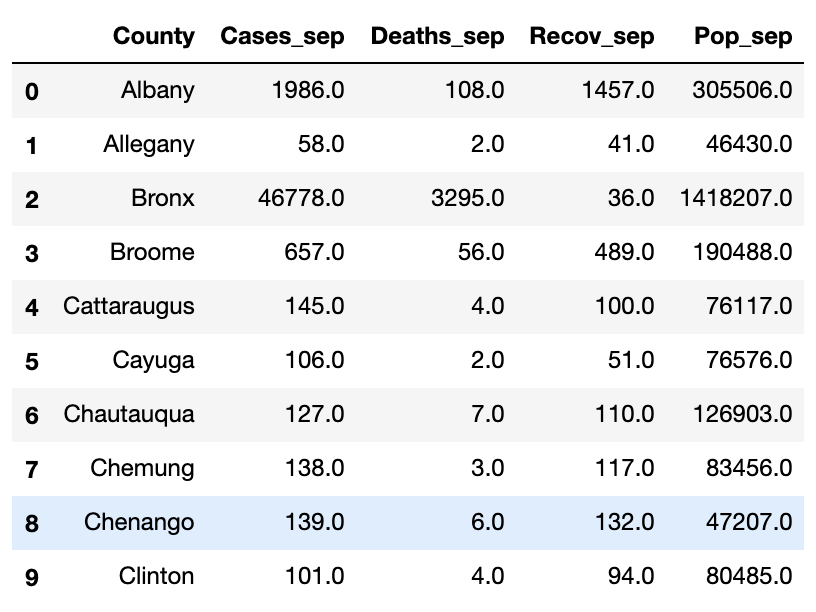 County Cases_sep Deaths_sep Recov_sep Pop_sep
0 Albany 1986.0 108.0 1457.0 305506.0
1 Allegany 58.0 2.0 41.0 46430.0
2 Bronx 46778.0 3295.0 36.0 1418207.0
3 Broome 657.0 56.0 489.0 190488.0
4 Cattaraugus 145.0 4.0 100.0 76117.0
5 Cayuga 106.0 2.0 51.0 76576.0
6 Chautauqua 127.0 7.0 110.0 126903.0
7 Chemung 138.0 3.0 117.0 83456.0
8 Chenango 139.0 6.0 132.0 47207.0
9 Clinton 101.0 4.0 94.0 80485.0